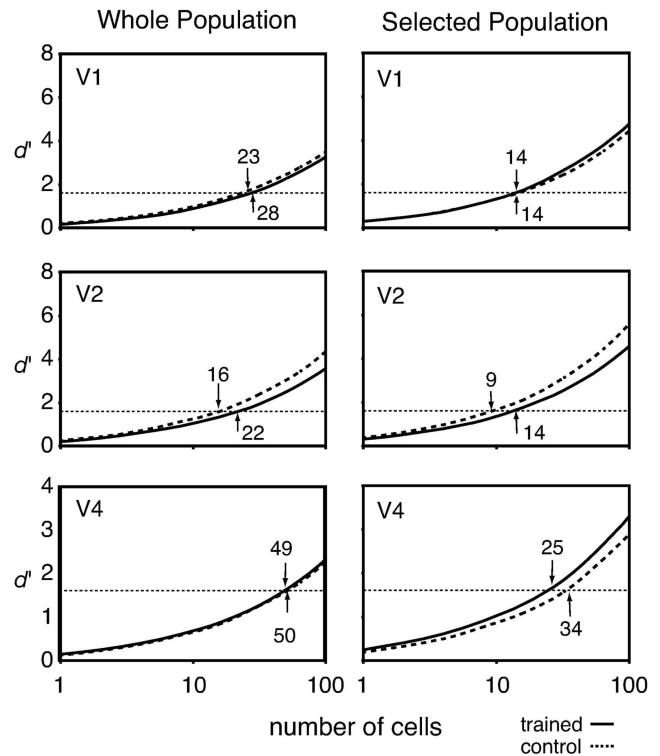 Whole Population
Selected Population
8
6
4
2
0
d'
V1
23
28
V1
14
14
8
6
4
2
0
d'
V2
16
22
V2
9
14
4
3
2
1
0
d'
V4
49
50
V4
25
34
1
10
100
1
10
100
number of cells
trained
control